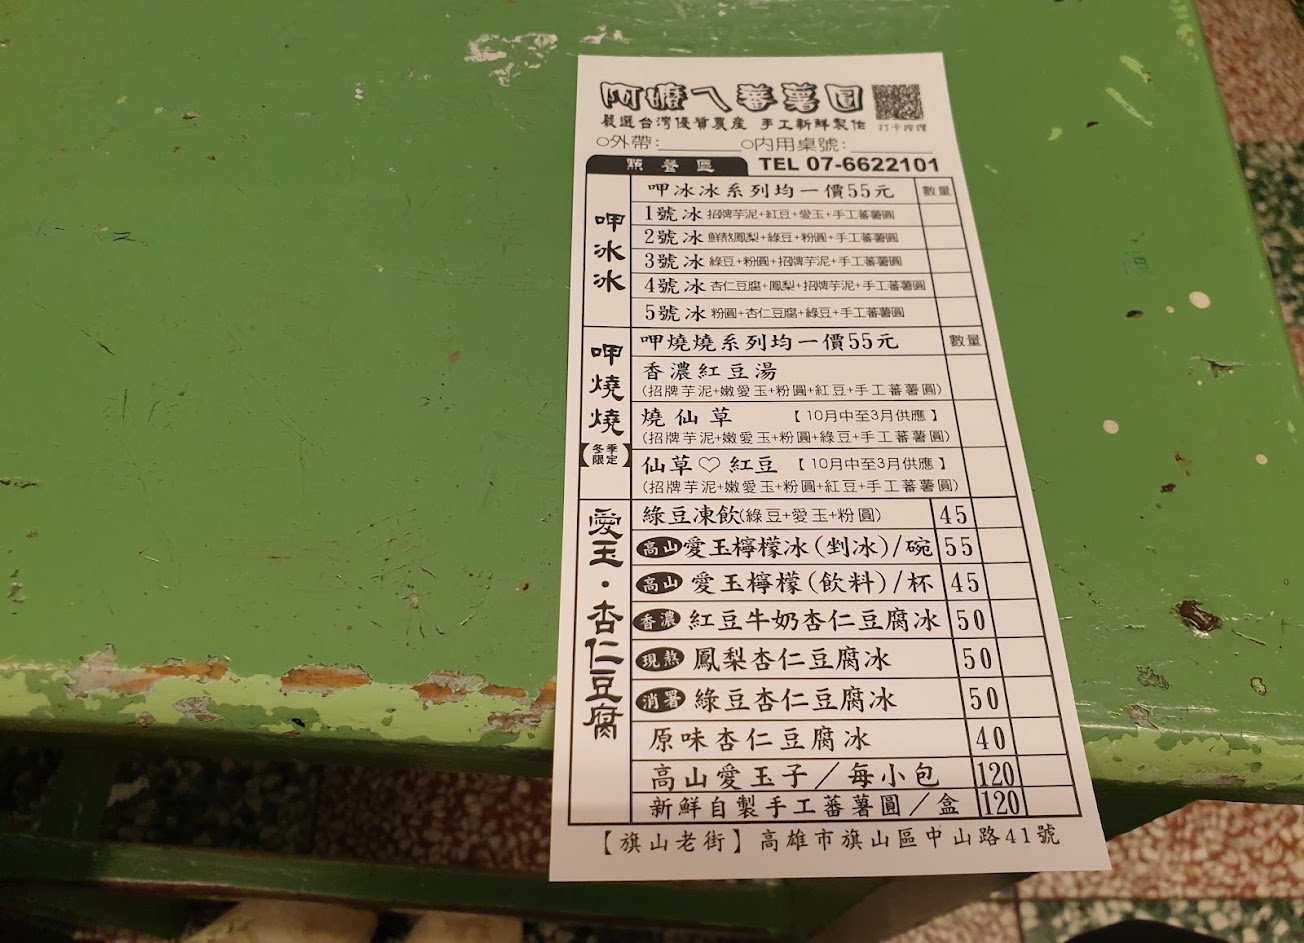 阿嬤ㄟ蕃薯圓
嚴選台灣優質農產 手工新鮮製作
○外帶:______○內用桌號:______
點餐區 TEL 07-6622101
呷冰冰
呷冰冰系列均一價55元 數量
1號冰 招牌芋泥+紅豆+愛玉+手工蕃薯圓
2號冰 鮮熬鳳梨+綠豆+粉圓+手工蕃薯圓
3號冰 綠豆+粉圓+招牌芋泥+手工蕃薯圓
4號冰 杏仁豆腐+鳳梨+招牌芋泥+手工蕃薯圓
5號冰 粉圓+杏仁豆腐+綠豆+手工蕃薯圓
呷燒燒
【冬季限定】
呷燒燒系列均一價55元 數量
香濃紅豆湯
(招牌芋泥+嫩愛玉+粉圓+紅豆+手工蕃薯圓)
燒仙草 【10月中至3月供應】
(招牌芋泥+嫩愛玉+粉圓+綠豆+手工蕃薯圓)
仙草♡紅豆 【10月中至3月供應】
(招牌芋泥+嫩愛玉+粉圓+紅豆+手工蕃薯圓)
愛玉·杏仁豆腐
綠豆凍飲(綠豆+愛玉+粉圓) 45
高山 愛玉檸檬冰(剉冰)/碗 55
高山 愛玉檸檬(飲料)/杯 45
香濃 紅豆牛奶杏仁豆腐冰 50
現熬 鳳梨杏仁豆腐冰 50
消暑 綠豆杏仁豆腐冰 50
原味杏仁豆腐冰 40
高山愛玉子／每小包 120
新鮮自製手工蕃薯圓／盒 120
【旗山老街】高雄市旗山區中山路41號